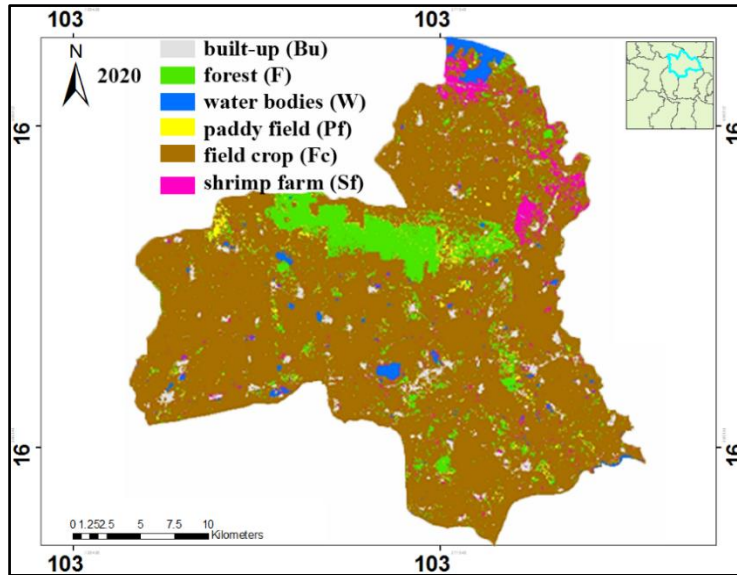 103
103
N
2020
built-up (Bu)
forest (F)
water bodies (W)
paddy field (Pf)
field crop (Fc)
shrimp farm (Sf)
16
16
16
16
0 1.252.5 5 7.5 10
Kilometers
103
103